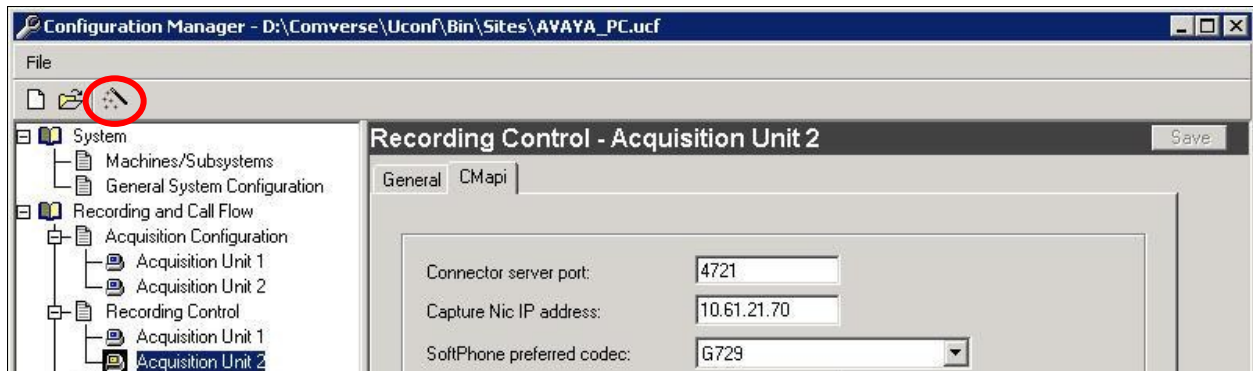 Configuration Manager - D:\Comverse\Uconf\Bin\Sites\AVAYA_PC.ucf
File
System
Machines/Subsystems
General System Configuration
Recording and Call Flow
Acquisition Configuration
Acquisition Unit 1
Acquisition Unit 2
Recording Control
Acquisition Unit 1
Acquisition Unit 2
Recording Control - Acquisition Unit 2
Save
General CMapi
Connector server port: 4721
Capture Nic IP address: 10.61.21.70
SoftPhone preferred codec: G729